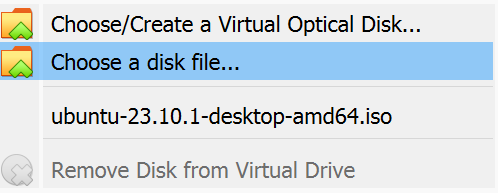 Choose/Create a Virtual Optical Disk...
Choose a disk file...
ubuntu-23.10.1-desktop-amd64.iso
Remove Disk from Virtual Drive